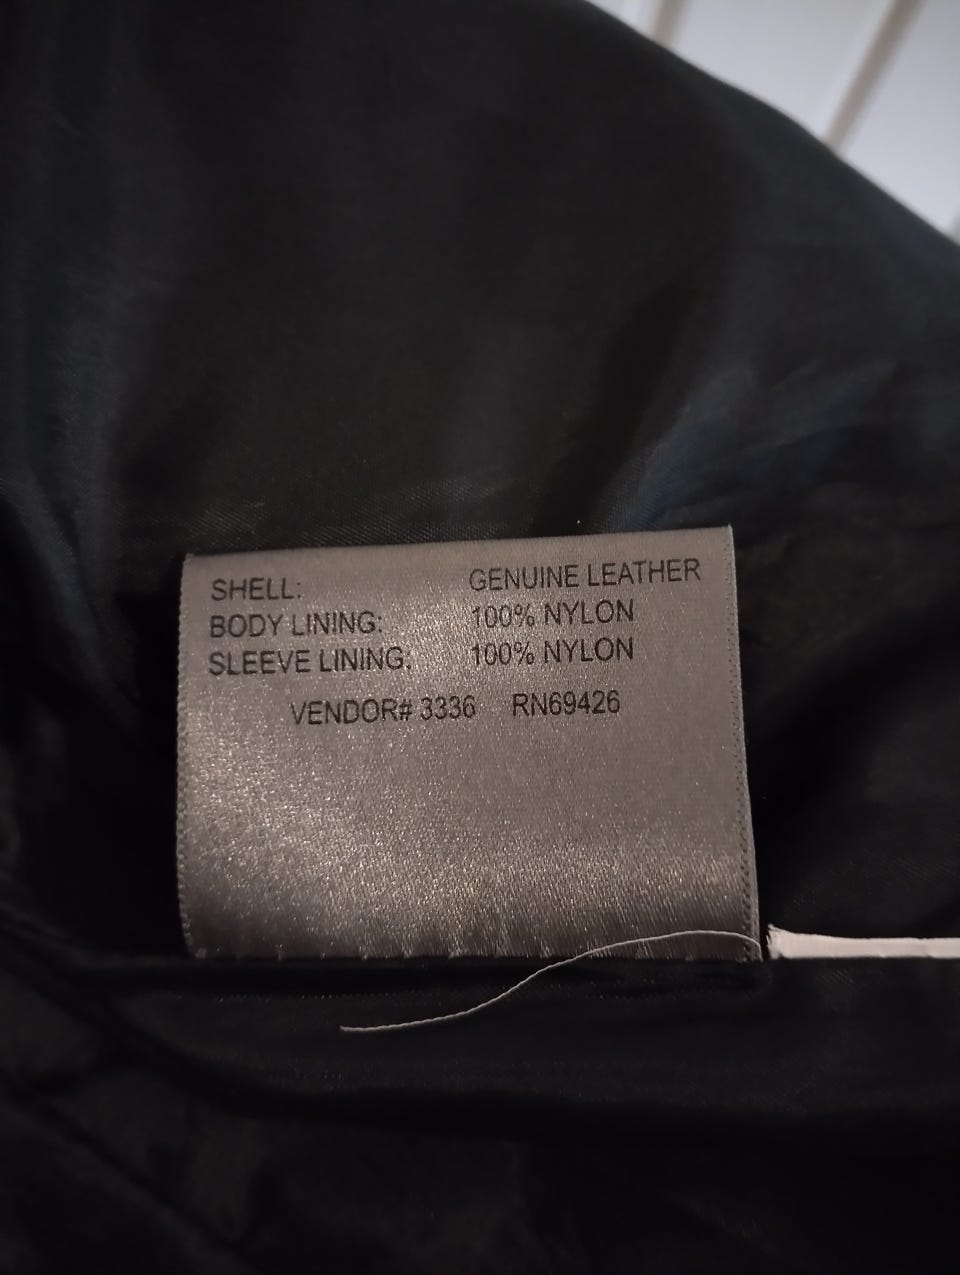 SHELL: GENUINE LEATHER
BODY LINING: 100% NYLON
SLEEVE LINING: 100% NYLON
VENDOR# 3336 RN69426